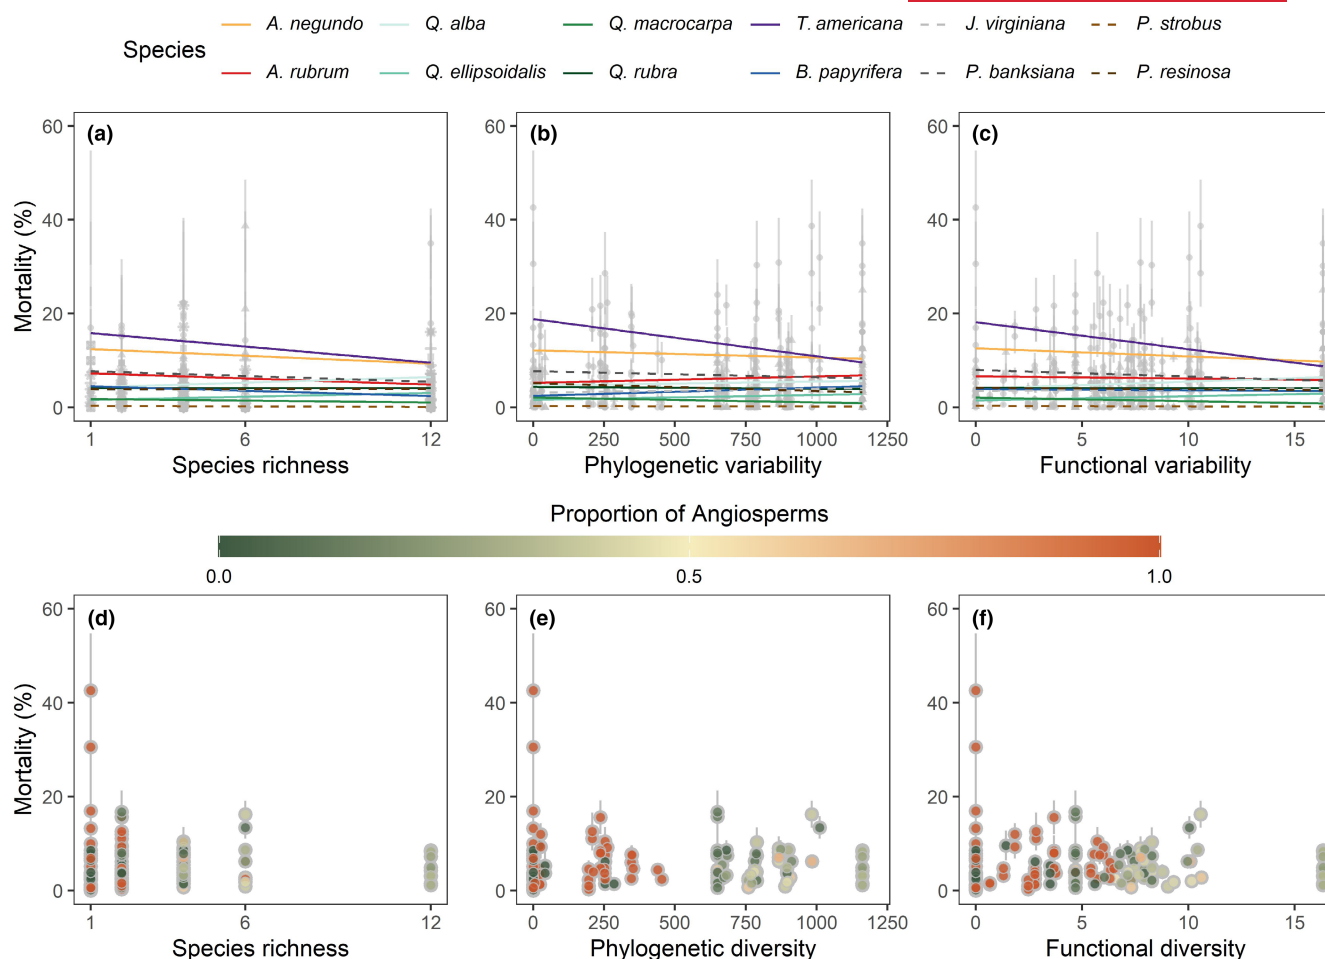 A. negundo Q. alba Q. macrocarpa T. americana J. virginiana P. strobus
Species
A. rubrum Q. ellipsoidalis Q. rubra B. papyrifera P. banksiana P. resinosa
(a) (b) (c)
Mortality (%)
60 60 60
40 40 40
20 20 20
0 0 0
1 6 12 0 250 500 750 1000 1250 0 5 10 15
Species richness Phylogenetic variability Functional variability
Proportion of Angiosperms
0.0 0.5 1.0
(d) (e) (f)
Mortality (%)
60 60 60
40 40 40
20 20 20
0 0 0
1 6 12 0 250 500 750 1000 1250 0 5 10 15
Species richness Phylogenetic diversity Functional diversity